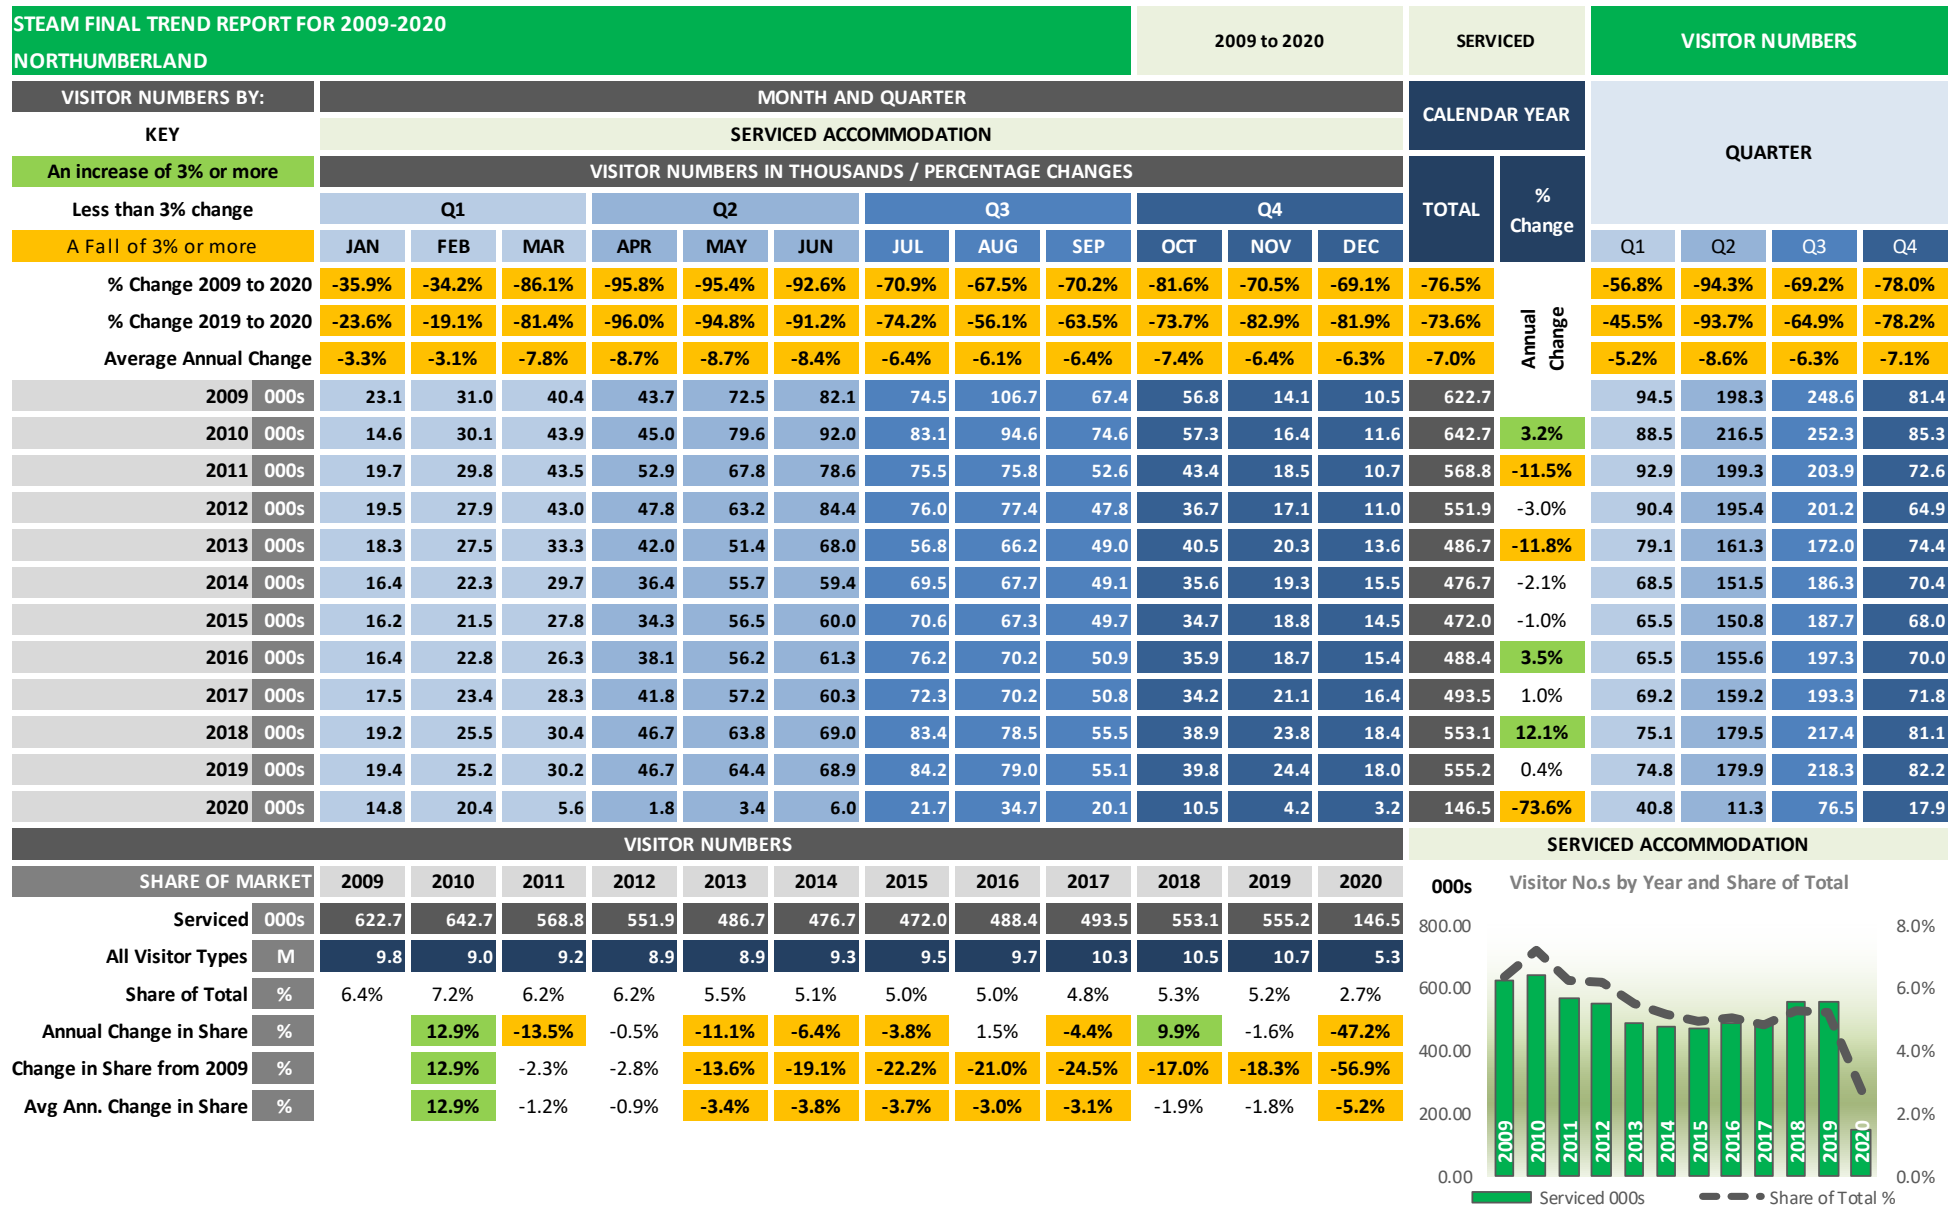 STEAM FINAL TREND REPORT FOR 2009-2020
NORTHUMBERLAND
2009 to 2020
SERVICED
VISITOR NUMBERS
VISITOR NUMBERS BY:
MONTH AND QUARTER
CALENDAR YEAR
QUARTER
KEY
SERVICED ACCOMMODATION
An increase of 3% or more
VISITOR NUMBERS IN THOUSANDS / PERCENTAGE CHANGES
TOTAL
% Change
Less than 3% change
Q1 Q2 Q3 Q4
A Fall of 3% or more
JAN FEB MAR APR MAY JUN JUL AUG SEP OCT NOV DEC Q1 Q2 Q3 Q4
% Change 2009 to 2020 -35.9% -34.2% -86.1% -95.8% -95.4% -92.6% -70.9% -67.5% -70.2% -81.6% -70.5% -69.1% -76.5% -56.8% -94.3% -69.2% -78.0%
% Change 2019 to 2020 -23.6% -19.1% -81.4% -96.0% -94.8% -91.2% -74.2% -56.1% -63.5% -73.7% -82.9% -81.9% -73.6% -45.5% -93.7% -64.9% -78.2%
Average Annual Change -3.3% -3.1% -7.8% -8.7% -8.7% -8.4% -6.4% -6.1% -6.4% -7.4% -6.4% -6.3% -7.0% -5.2% -8.6% -6.3% -7.1%
Annual Change
2009 000s 23.1 31.0 40.4 43.7 72.5 82.1 74.5 106.7 67.4 56.8 14.1 10.5 622.7 94.5 198.3 248.6 81.4
2010 000s 14.6 30.1 43.9 45.0 79.6 92.0 83.1 94.6 74.6 57.3 16.4 11.6 642.7 3.2% 88.5 216.5 252.3 85.3
2011 000s 19.7 29.8 43.5 52.9 67.8 78.6 75.5 75.8 52.6 43.4 18.5 10.7 568.8 -11.5% 92.9 199.3 203.9 72.6
2012 000s 19.5 27.9 43.0 47.8 63.2 84.4 76.0 77.4 47.8 36.7 17.1 11.0 551.9 -3.0% 90.4 195.4 201.2 64.9
2013 000s 18.3 27.5 33.3 42.0 51.4 68.0 56.8 66.2 49.0 40.5 20.3 13.6 486.7 -11.8% 79.1 161.3 172.0 74.4
2014 000s 16.4 22.3 29.7 36.4 55.7 59.4 69.5 67.7 49.1 35.6 19.3 15.5 476.7 -2.1% 68.5 151.5 186.3 70.4
2015 000s 16.2 21.5 27.8 34.3 56.5 60.0 70.6 67.3 49.7 34.7 18.8 14.5 472.0 -1.0% 65.5 150.8 187.7 68.0
2016 000s 16.4 22.8 26.3 38.1 56.2 61.3 76.2 70.2 50.9 35.9 18.7 15.4 488.4 3.5% 65.5 155.6 197.3 70.0
2017 000s 17.5 23.4 28.3 41.8 57.2 60.3 72.3 70.2 50.8 34.2 21.1 16.4 493.5 1.0% 69.2 159.2 193.3 71.8
2018 000s 19.2 25.5 30.4 46.7 63.8 69.0 83.4 78.5 55.5 38.9 23.8 18.4 553.1 12.1% 75.1 179.5 217.4 81.1
2019 000s 19.4 25.2 30.2 46.7 64.4 68.9 84.2 79.0 55.1 39.8 24.4 18.0 555.2 0.4% 74.8 179.9 218.3 82.2
2020 000s 14.8 20.4 5.6 1.8 3.4 6.0 21.7 34.7 20.1 10.5 4.2 3.2 146.5 -73.6% 40.8 11.3 76.5 17.9
VISITOR NUMBERS
SHARE OF MARKET 2009 2010 2011 2012 2013 2014 2015 2016 2017 2018 2019 2020
Serviced 000s 622.7 642.7 568.8 551.9 486.7 476.7 472.0 488.4 493.5 553.1 555.2 146.5
All Visitor Types M 9.8 9.0 9.2 8.9 8.9 9.3 9.5 9.7 10.3 10.5 10.7 5.3
Share of Total % 6.4% 7.2% 6.2% 6.2% 5.5% 5.1% 5.0% 5.0% 4.8% 5.3% 5.2% 2.7%
Annual Change in Share % 12.9% -13.5% -0.5% -11.1% -6.4% -3.8% 1.5% -4.4% 9.9% -1.6% -47.2%
Change in Share from 2009 % 12.9% -2.3% -2.8% -13.6% -19.1% -22.2% -21.0% -24.5% -17.0% -18.3% -56.9%
Avg Ann. Change in Share % 12.9% -1.2% -0.9% -3.4% -3.8% -3.7% -3.0% -3.1% -1.9% -1.8% -5.2%
SERVICED ACCOMMODATION
000s Visitor No.s by Year and Share of Total
800.00 8.0%
600.00 6.0%
400.00 4.0%
200.00 2.0%
0.00 0.0%
2009 2010 2011 2012 2013 2014 2015 2016 2017 2018 2019 2020
Serviced 000s Share of Total %